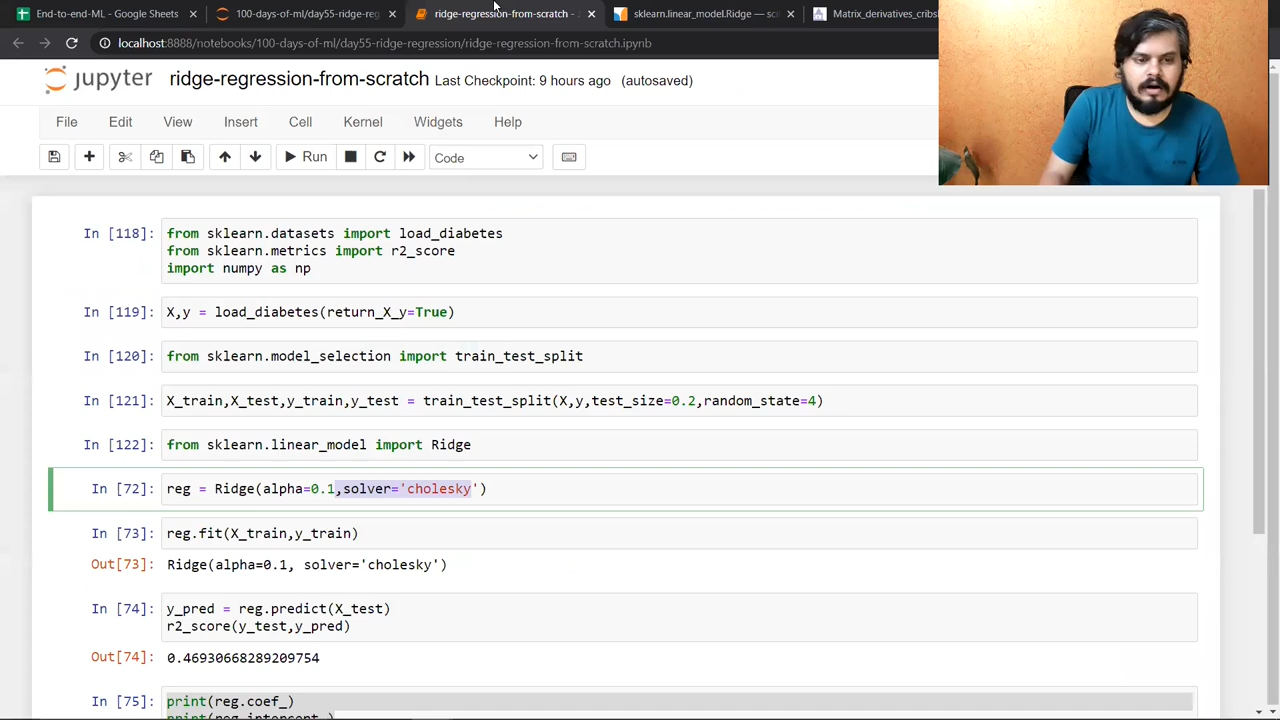 End-to-end-ML - Google Sheets
100-days-of-ml/day55-ridge-reg
ridge-regression-from-scratch -
sklearn.linear_model.Ridge — sci
Matrix_derivatives_cribsh
localhost:8888/notebooks/100-days-of-ml/day55-ridge-regression/ridge-regression-from-scratch.ipynb
jupyter ridge-regression-from-scratch Last Checkpoint: 9 hours ago (autosaved)
File Edit View Insert Cell Kernel Widgets Help
Run Code
In [118]: from sklearn.datasets import load_diabetes
from sklearn.metrics import r2_score
import numpy as np
In [119]: X,y = load_diabetes(return_X_y=True)
In [120]: from sklearn.model_selection import train_test_split
In [121]: X_train,X_test,y_train,y_test = train_test_split(X,y,test_size=0.2,random_state=4)
In [122]: from sklearn.linear_model import Ridge
In [72]: reg = Ridge(alpha=0.1,solver='cholesky')
In [73]: reg.fit(X_train,y_train)
Out[73]: Ridge(alpha=0.1, solver='cholesky')
In [74]: y_pred = reg.predict(X_test)
r2_score(y_test,y_pred)
Out[74]: 0.46930668289209754
In [75]: print(reg.coef_)
print(reg.intercept_)